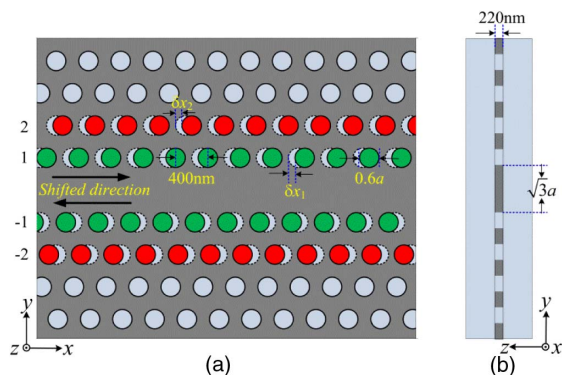 δx₂
2
1
400nm
δx₁
0.6a
Shifted direction
-1
-2
y
z
x
(a)
220nm
√3a
y
z
x
(b)